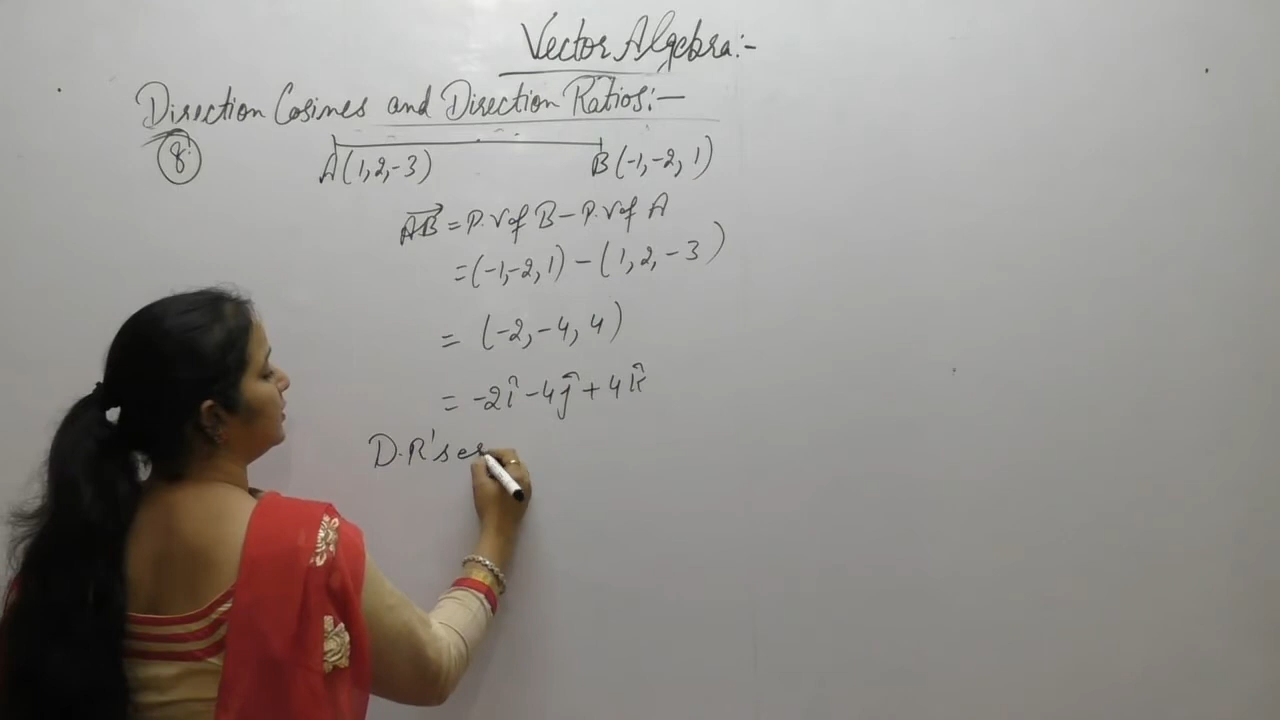 Vector Algebra:-
Direction Cosines and Direction Ratios:-
8.
A(1,2,-3) B(-1,-2,1)
AB = P.V of B - P.V of A
= (-1,-2,1) - (1,2,-3)
= (-2,-4,4)
= -2î - 4ĵ + 4k̂
D.R's